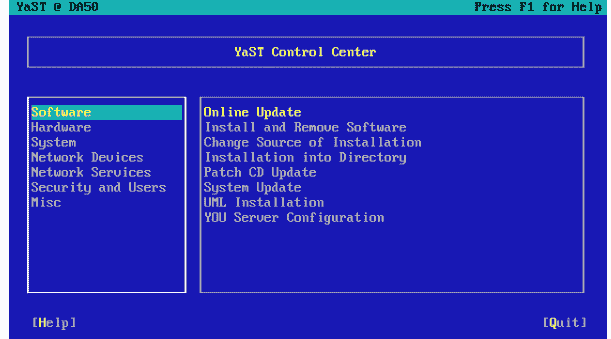 YaST @ DA50 Press F1 for Help
YaST Control Center
Software
Hardware
System
Network Devices
Network Services
Security and Users
Misc
Online Update
Install and Remove Software
Change Source of Installation
Installation into Directory
Patch CD Update
System Update
UML Installation
YOU Server Configuration
[Help] [Quit]